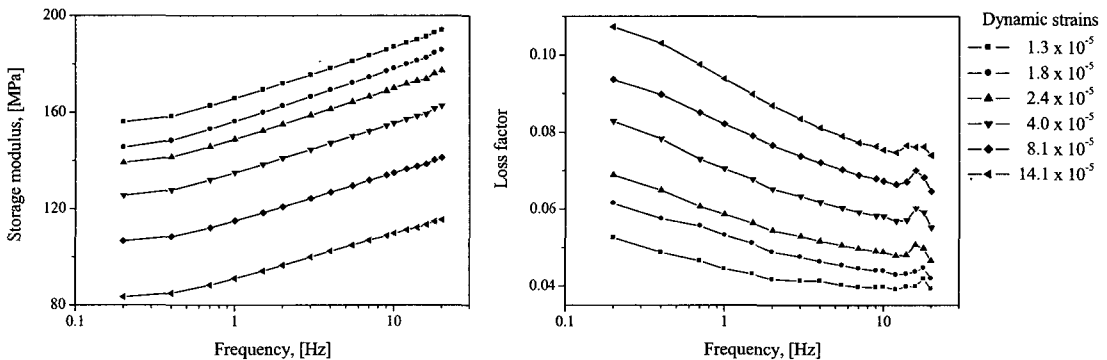 200
160
120
80
0.1
1
10
Storage modulus, [MPa]
Frequency, [Hz]
0.10
0.08
0.06
0.04
0.1
1
10
Loss factor
Frequency, [Hz]
Dynamic strains
1.3 x 10-5
1.8 x 10-5
2.4 x 10-5
4.0 x 10-5
8.1 x 10-5
14.1 x 10-5